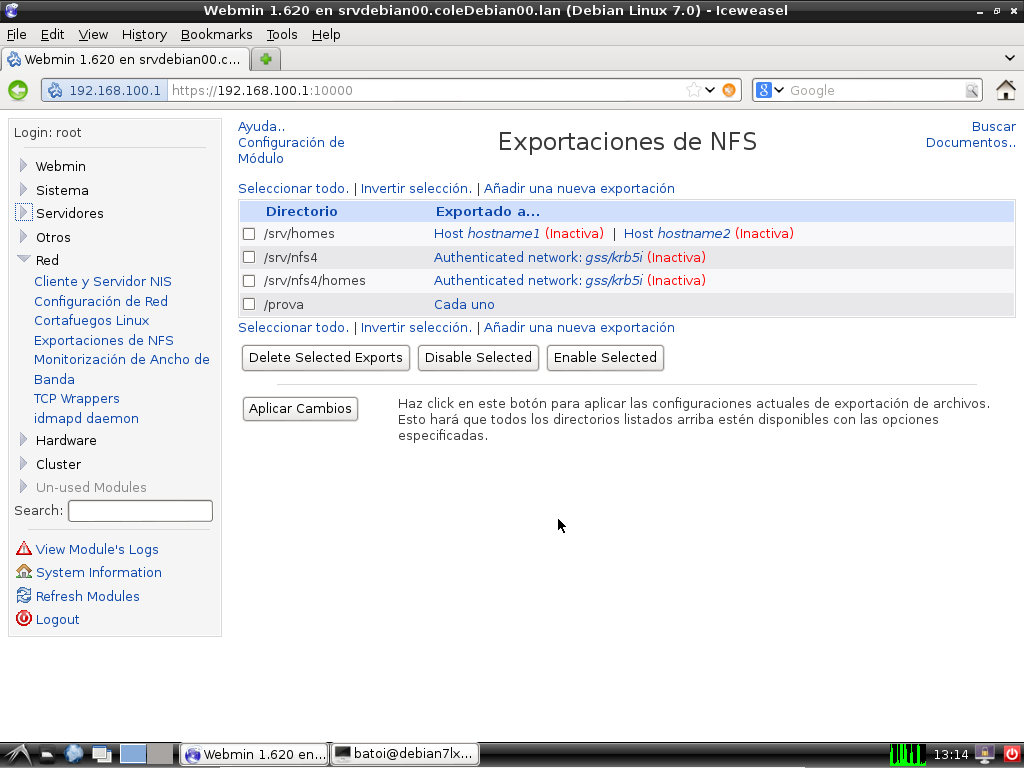 Webmin 1.620 en srvdebian00.coleDebian00.lan (Debian Linux 7.0) - Iceweasel
File Edit View History Bookmarks Tools Help
Webmin 1.620 en srvdebian00.c...
192.168.100.1 https://192.168.100.1:10000 Google
Login: root
Webmin
Sistema
Servidores
Otros
Red
Cliente y Servidor NIS
Configuración de Red
Cortafuegos Linux
Exportaciones de NFS
Monitorización de Ancho de
Banda
TCP Wrappers
idmapd daemon
Hardware
Cluster
Un-used Modules
Search:
View Module's Logs
System Information
Refresh Modules
Logout
Ayuda..
Configuración de
Módulo
Exportaciones de NFS
Buscar
Documentos..
Seleccionar todo. | Invertir selección. | Añadir una nueva exportación
Directorio Exportado a...
/srv/homes Host hostname1 (Inactiva) | Host hostname2 (Inactiva)
/srv/nfs4 Authenticated network: gss/krb5i (Inactiva)
/srv/nfs4/homes Authenticated network: gss/krb5i (Inactiva)
/prova Cada uno
Seleccionar todo. | Invertir selección. | Añadir una nueva exportación
Delete Selected Exports Disable Selected Enable Selected
Aplicar Cambios
Haz click en este botón para aplicar las configuraciones actuales de exportación de archivos.
Esto hará que todos los directorios listados arriba estén disponibles con las opciones
especificadas.
Webmin 1.620 en... batoi@debian7lx... 13:14